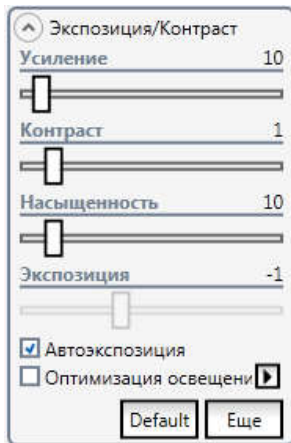 Экспозиция/Контраст
Усиление 10
Контраст 1
Насыщенность 10
Экспозиция -1
Автоэкспозиция
Оптимизация освещени
Default Еще